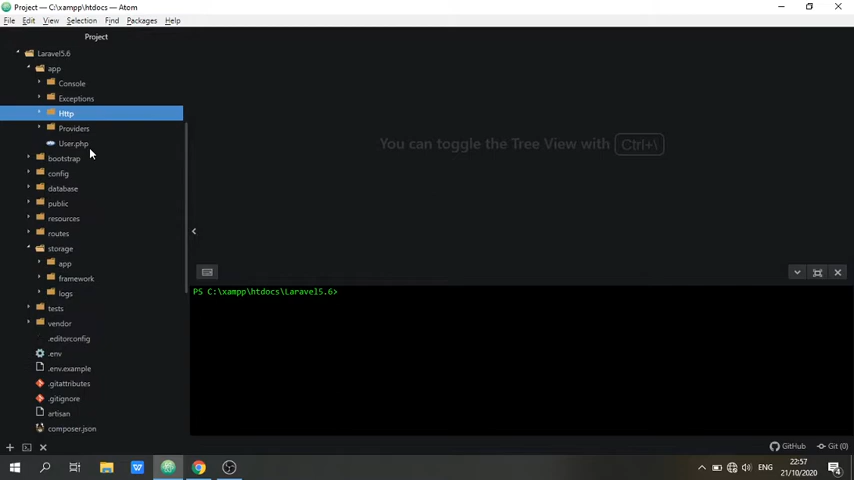 Project — C:\xampp\htdocs — Atom
File Edit View Selection Find Packages Help
Project
Laravel5.6
app
Console
Exceptions
Http
Providers
User.php
bootstrap
config
database
public
resources
routes
storage
app
framework
logs
tests
vendor
.editorconfig
.env
.env.example
.gitattributes
.gitignore
artisan
composer.json
You can toggle the Tree View with Ctrl+\
PS C:\xampp\htdocs\Laravel5.6>
GitHub Git (0)
W
ENG
22:57
21/10/2020
4